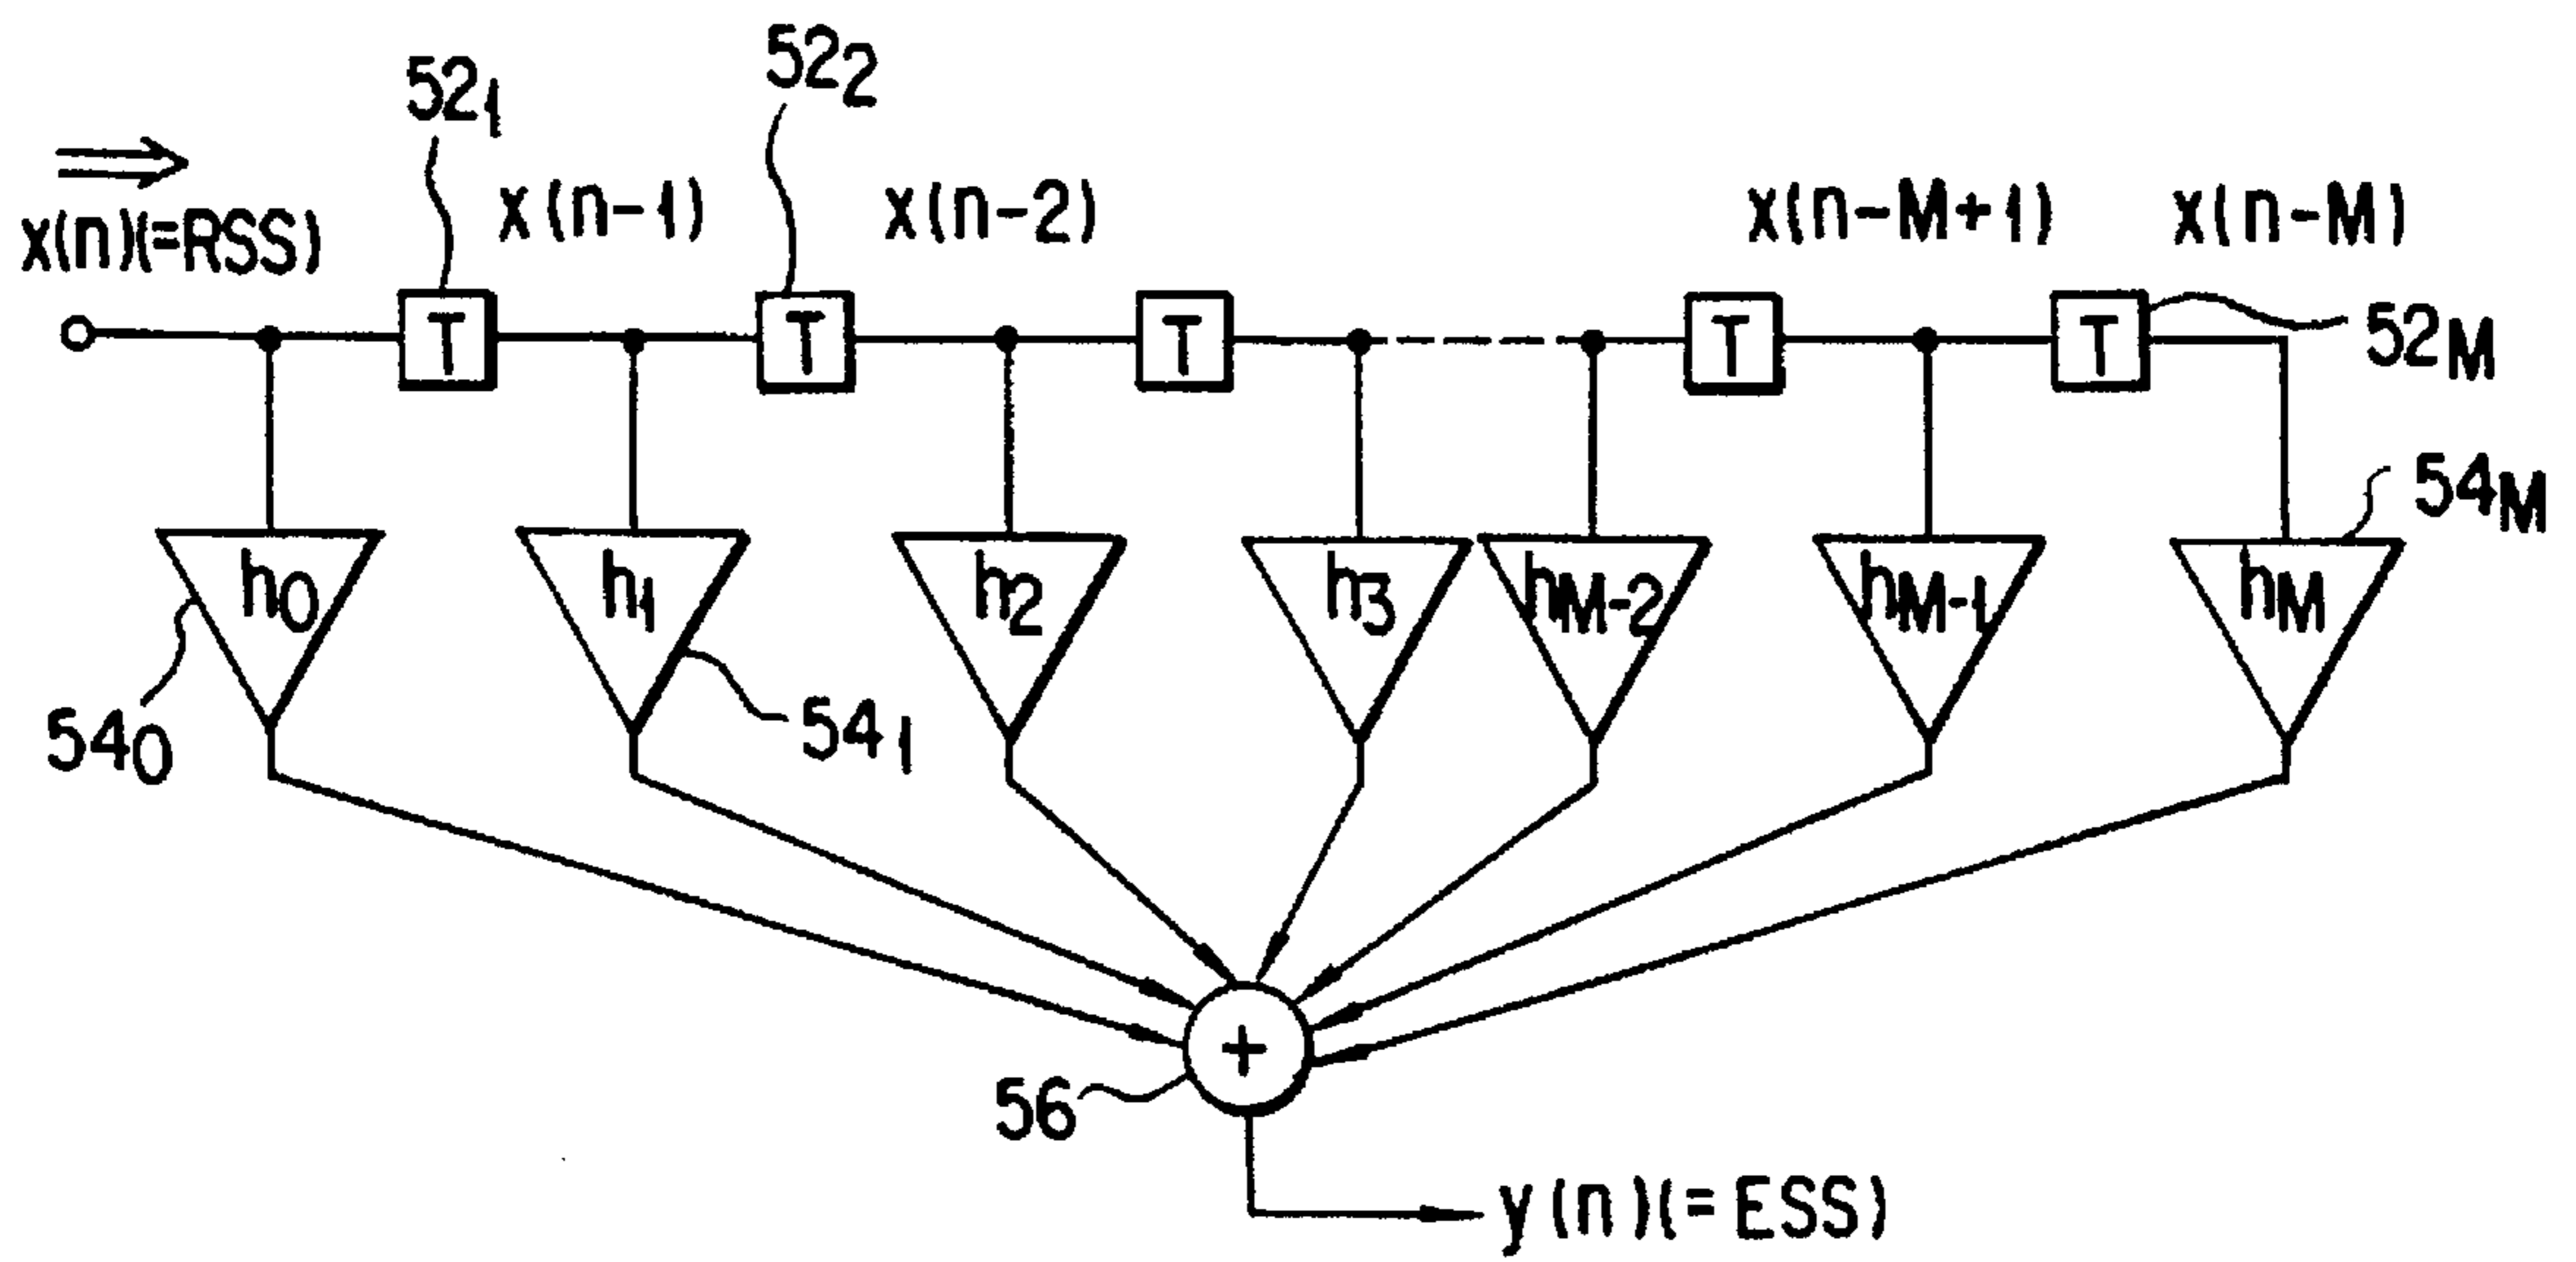 52₁
52₂
x(n)(=RSS)
x(n-1)
x(n-2)
x(n-M+1)
x(n-M)
T
T
T
T
T
52M
h₀
h₁
h₂
h₃
hM-2
hM-1
hM
54M
54₀
54₁
+
56
y(n)(=ESS)